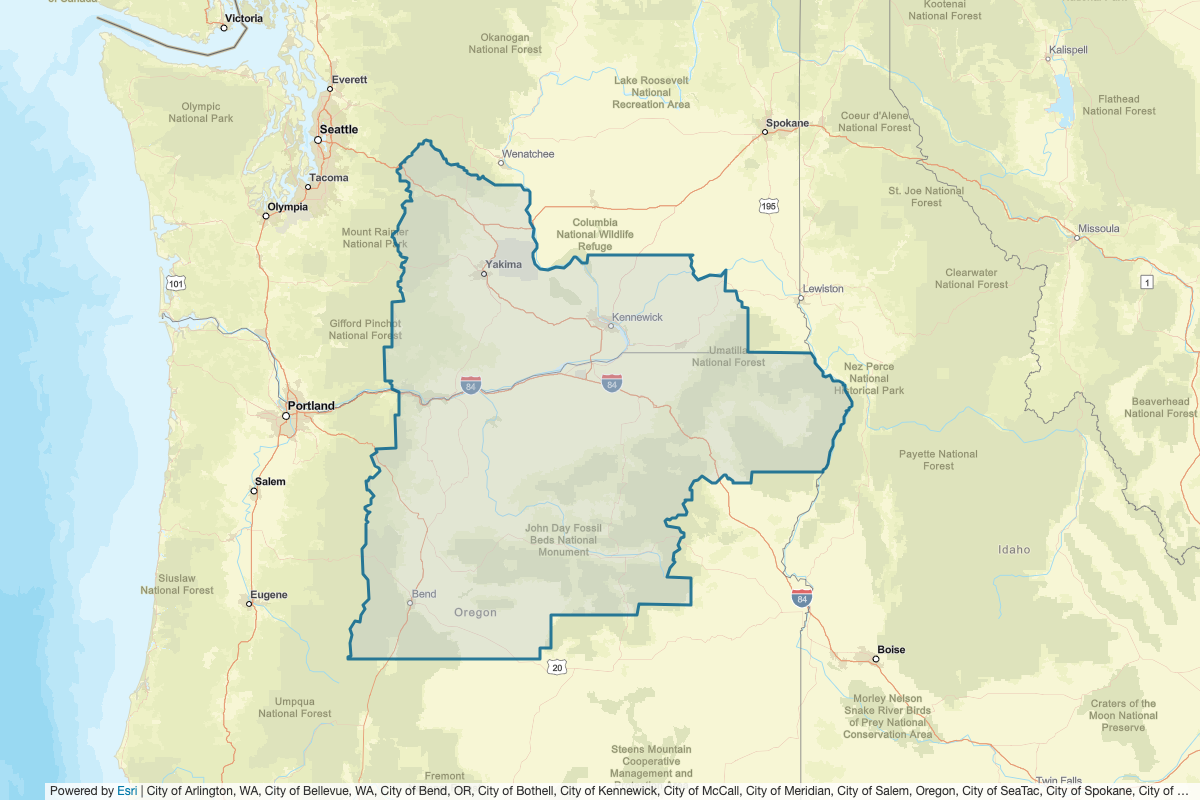 of Canada
Victoria
Kootenai
National Forest
National Park
Okanogan
National Forest
Kalispell
Everett
Lake Roosevelt
National
Recreation Area
Olympic
National Park
Flathead
National Forest
Coeur d'Alene
National Forest
Spokane
Seattle
Wenatchee
Tacoma
St. Joe National
Forest
195
Olympia
Columbia
National Wildlife
Refuge
Mount Rainier
National Park
Missoula
Yakima
Clearwater
National Forest
101
1
Lewiston
Kennewick
Gifford Pinchot
National Forest
Umatilla
National Forest
Nez Perce
National
Historical Park
84
84
Portland
Beaverhead
National Forest
Payette National
Forest
Salem
John Day Fossil
Beds National
Monument
Idaho
Siuslaw
National Forest
Eugene
Bend
Oregon
84
Boise
20
Umpqua
National Forest
Morley Nelson
Snake River Birds
of Prey National
Conservation Area
Craters of the
Moon National
Preserve
Steens Mountain
Cooperative
Management and
Fremont
Twin Falls
Powered by Esri | City of Arlington, WA, City of Bellevue, WA, City of Bend, OR, City of Bothell, City of Kennewick, City of McCall, City of Meridian, City of Salem, Oregon, City of SeaTac, City of Spokane, City of ...